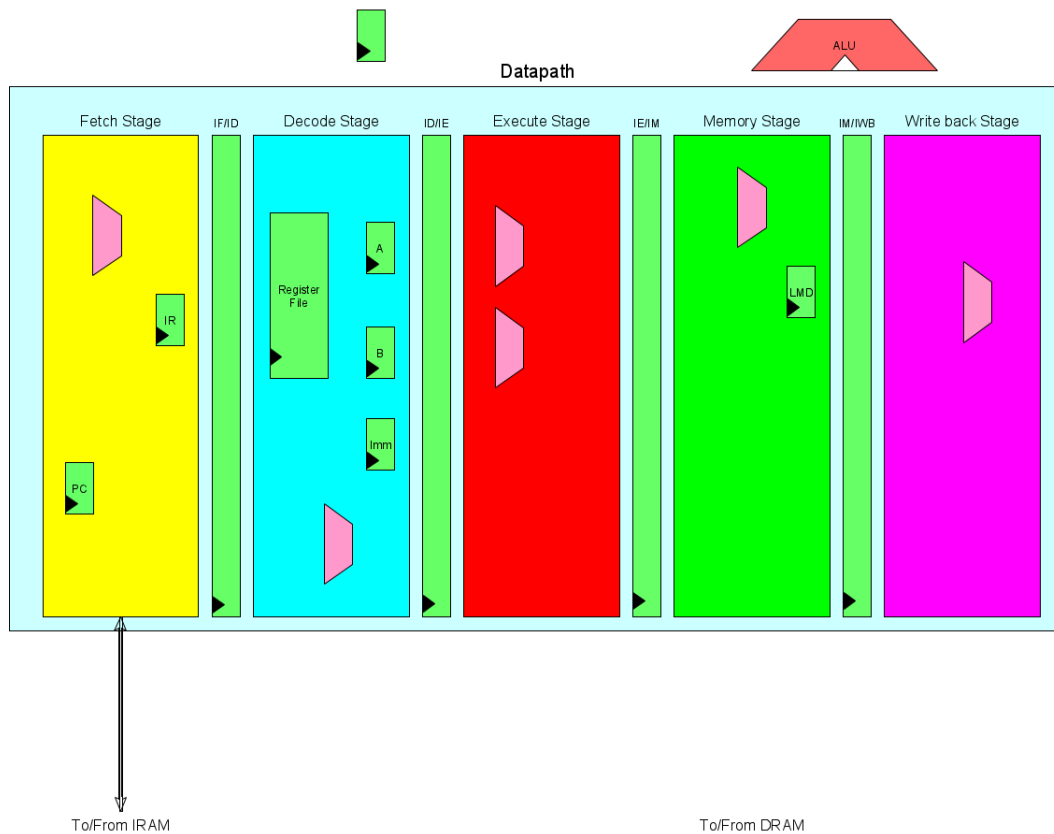 ALU
Datapath
Fetch Stage
IF/ID
Decode Stage
ID/IE
Execute Stage
IE/IM
Memory Stage
IM/IWB
Write back Stage
Register
File
A
IR
LMD
B
Imm
PC
To/From IRAM
To/From DRAM